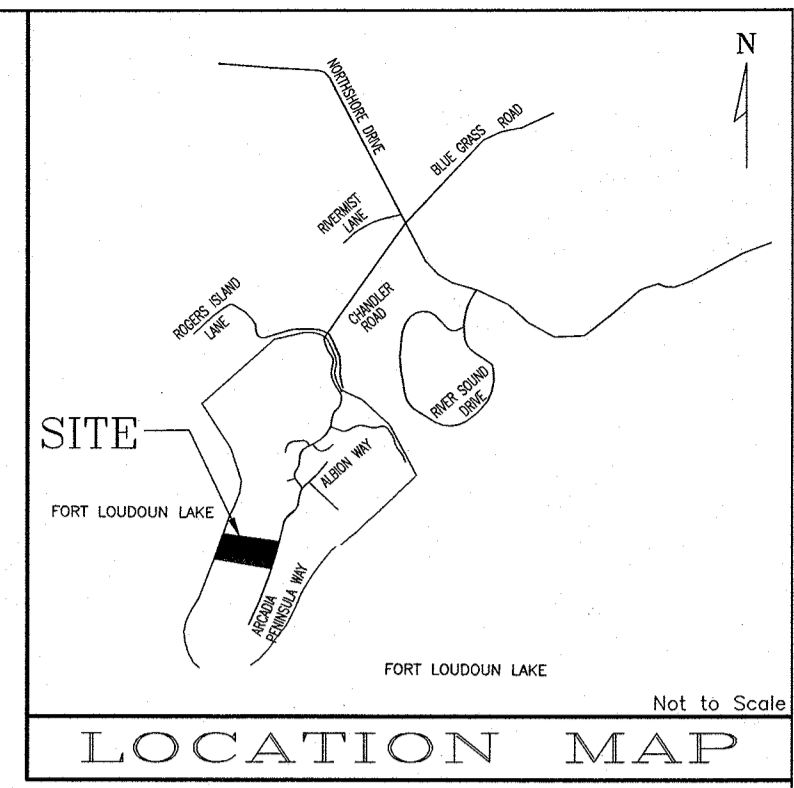 N
NORTHSHORE DRIVE
BLUE GRASS ROAD
RIVERMIST
LANE
ROGERS ISLAND
LANE
CHANDLER
ROAD
RIVER SOUND
DRIVE
SITE
ALBION WAY
FORT LOUDOUN LAKE
ARCADIA
PENINSULA WAY
FORT LOUDOUN LAKE
Not to Scale
LOCATION MAP